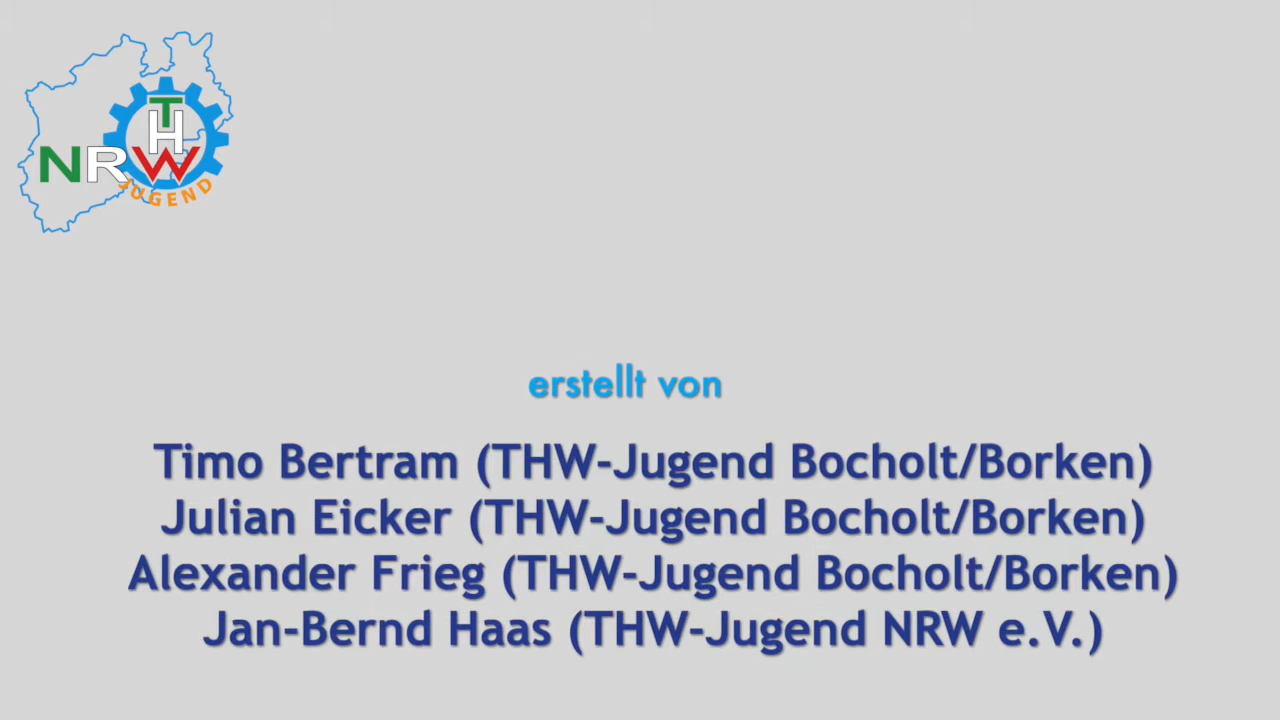 T
H
NRW
JUGEND
erstellt von
Timo Bertram (THW-Jugend Bocholt/Borken)
Julian Eicker (THW-Jugend Bocholt/Borken)
Alexander Frieg (THW-Jugend Bocholt/Borken)
Jan-Bernd Haas (THW-Jugend NRW e.V.)